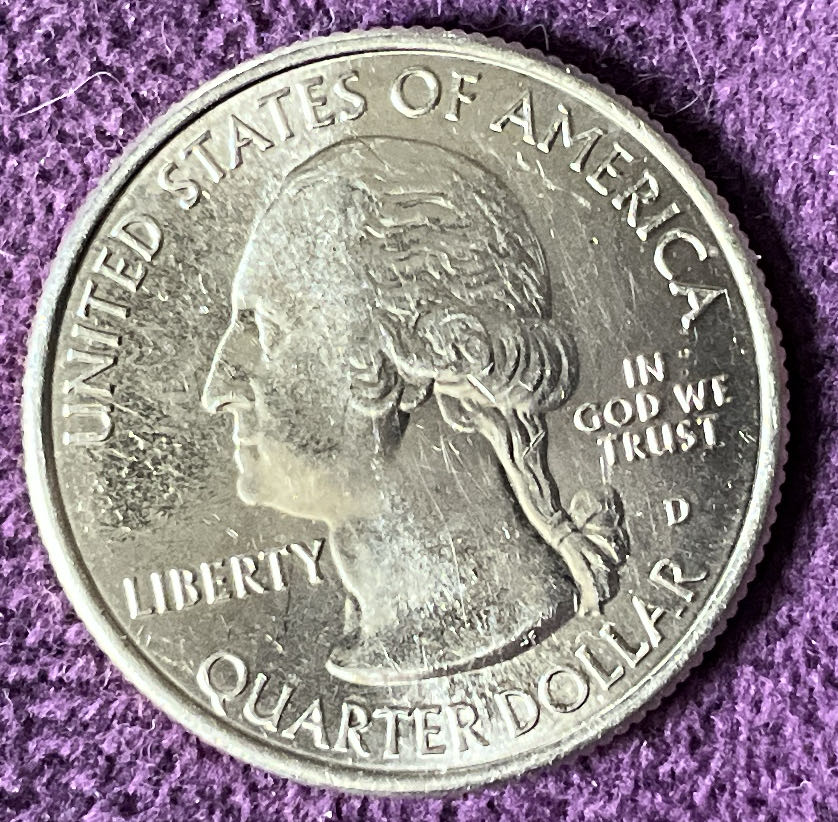 UNITED STATES OF AMERICA
IN
GOD WE
TRUST
D
LIBERTY
QUARTER DOLLAR